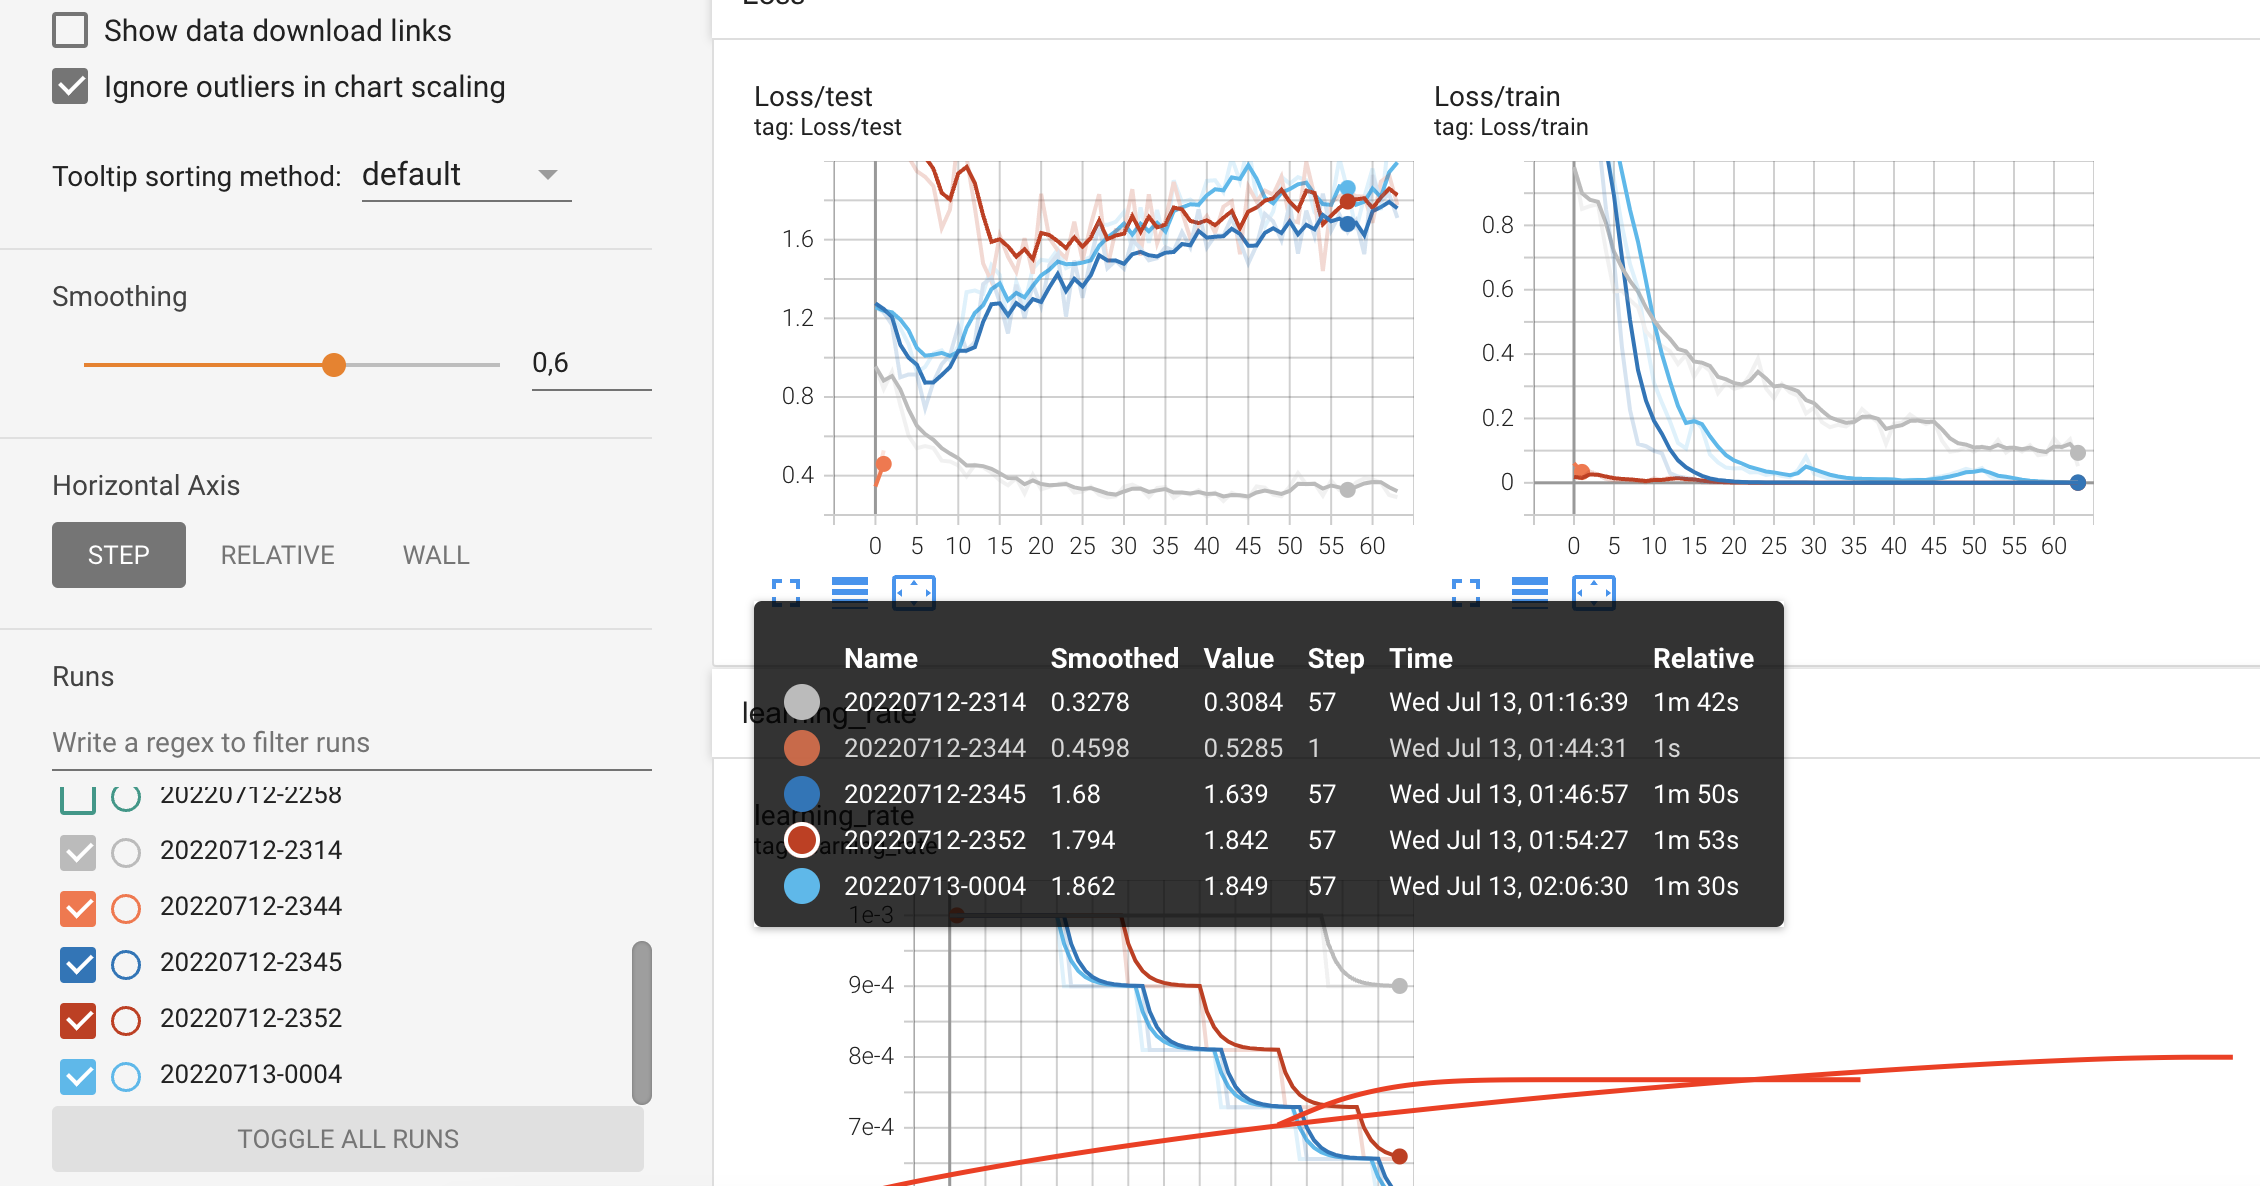 Show data download links
Ignore outliers in chart scaling
Tooltip sorting method: default
Smoothing
0,6
Horizontal Axis
STEP RELATIVE WALL
Runs
Write a regex to filter runs
20220712-2258
20220712-2314
20220712-2344
20220712-2345
20220712-2352
20220713-0004
TOGGLE ALL RUNS
Loss
Loss/test
tag: Loss/test
1.6
1.2
0.8
0.4
0 5 10 15 20 25 30 35 40 45 50 55 60
Loss/train
tag: Loss/train
0.8
0.6
0.4
0.2
0
0 5 10 15 20 25 30 35 40 45 50 55 60
Name Smoothed Value Step Time Relative
20220712-2314 0.3278 0.3084 57 Wed Jul 13, 01:16:39 1m 42s
20220712-2344 0.4598 0.5285 1 Wed Jul 13, 01:44:31 1s
20220712-2345 1.68 1.639 57 Wed Jul 13, 01:46:57 1m 50s
20220712-2352 1.794 1.842 57 Wed Jul 13, 01:54:27 1m 53s
20220713-0004 1.862 1.849 57 Wed Jul 13, 02:06:30 1m 30s
learning_rate
learning_rate
tag: learning_rate
1e-3
9e-4
8e-4
7e-4